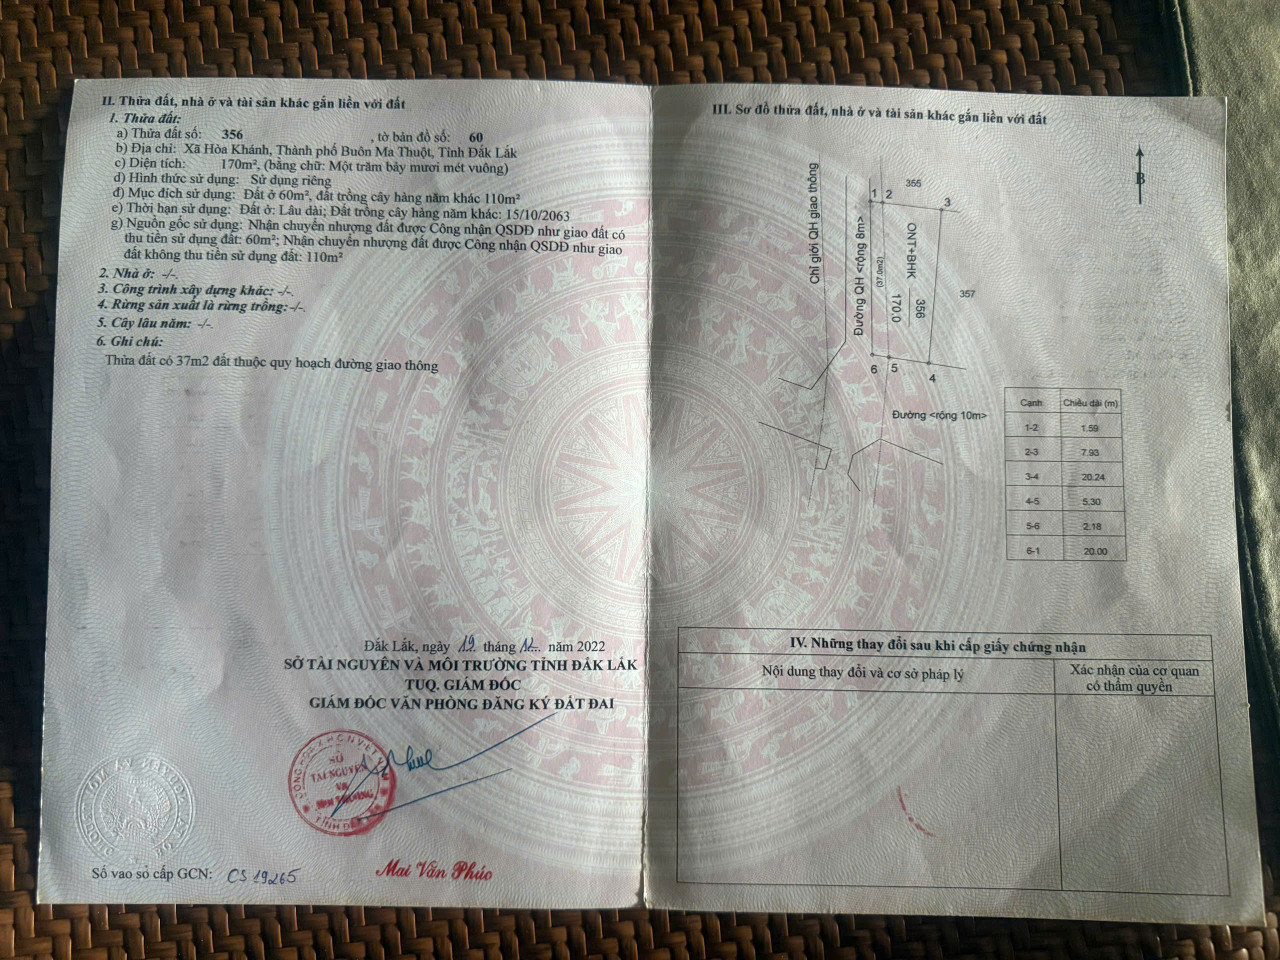 II. Thửa đất, nhà ở và tài sản khác gắn liền với đất
1. Thửa đất:
a) Thửa đất số: 356 , tờ bản đồ số: 60
b) Địa chỉ: Xã Hòa Khánh, Thành phố Buôn Ma Thuột, Tỉnh Đắk Lắk
c) Diện tích: 170m², (bằng chữ: Một trăm bảy mươi mét vuông)
d) Hình thức sử dụng: Sử dụng riêng
đ) Mục đích sử dụng: Đất ở 60m², đất trồng cây hàng năm khác 110m²
e) Thời hạn sử dụng: Đất ở: Lâu dài; Đất trồng cây hàng năm khác: 15/10/2063
g) Nguồn gốc sử dụng: Nhận chuyển nhượng đất được Công nhận QSDĐ như giao đất có
thu tiền sử dụng đất: 60m²; Nhận chuyển nhượng đất được Công nhận QSDĐ như giao
đất không thu tiền sử dụng đất: 110m²
2. Nhà ở: -/-.
3. Công trình xây dựng khác: -/-.
4. Rừng sản xuất là rừng trồng: -/-.
5. Cây lâu năm: -/-.
6. Ghi chú:
Thửa đất có 37m2 đất thuộc quy hoạch đường giao thông
Đắk Lắk, ngày 19 tháng 12 năm 2022
SỞ TÀI NGUYÊN VÀ MÔI TRƯỜNG TỈNH ĐẮK LẮK
TUQ. GIÁM ĐỐC
GIÁM ĐỐC VĂN PHÒNG ĐĂNG KÝ ĐẤT ĐAI
SỞ
TÀI NGUYÊN
VÀ
MÔI TRƯỜNG
Mai Văn Phúc
Số vào sổ cấp GCN: CS 19265
III. Sơ đồ thửa đất, nhà ở và tài sản khác gắn liền với đất
B
Chỉ giới QH giao thông
Đường QH <rộng 8m>
(37.0m2)
ONT+BHK
356
170.0
355
357
1
2
3
4
5
6
Đường <rộng 10m>
Cạnh Chiều dài (m)
1-2 1.59
2-3 7.93
3-4 20.24
4-5 5.30
5-6 2.18
6-1 20.00
IV. Những thay đổi sau khi cấp giấy chứng nhận
Nội dung thay đổi và cơ sở pháp lý
Xác nhận của cơ quan
có thẩm quyền